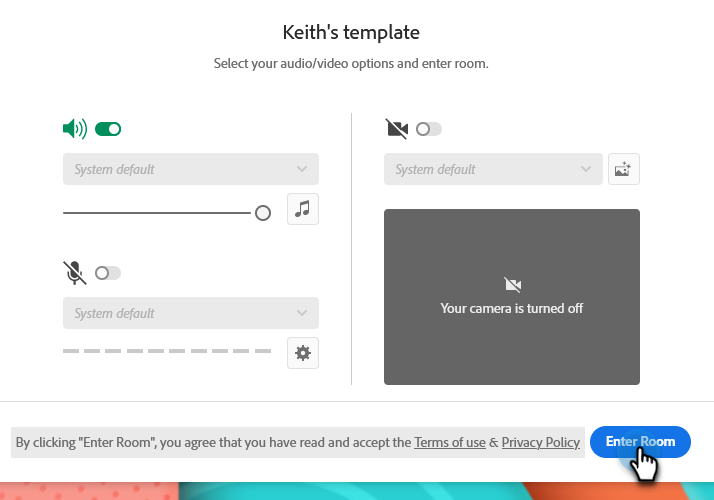 Keith's template
Select your audio/video options and enter room.
System default
System default
System default
Your camera is turned off
By clicking "Enter Room", you agree that you have read and accept the Terms of use & Privacy Policy
Enter Room